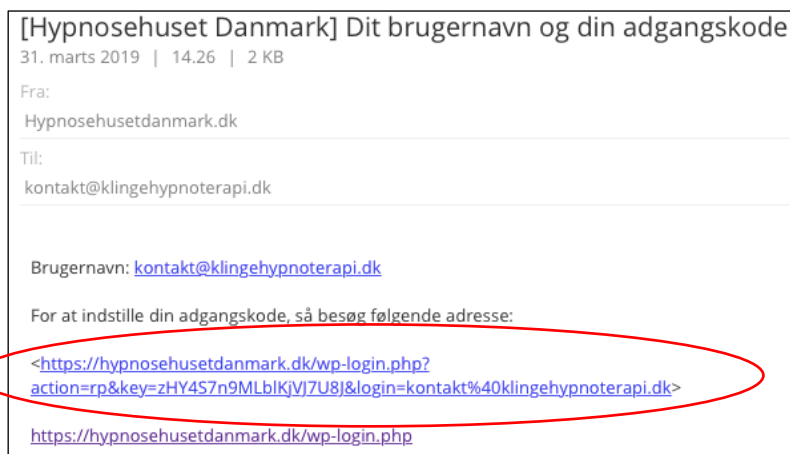 [Hypnosehuset Danmark] Dit brugernavn og din adgangskode
31. marts 2019 | 14.26 | 2 KB
Fra:
Hypnosehusetdanmark.dk
Til:
kontakt@klingehypnoterapi.dk
Brugernavn: kontakt@klingehypnoterapi.dk
For at indstille din adgangskode, så besøg følgende adresse:
<https://hypnosehusetdanmark.dk/wp-login.php?
action=rp&key=zHY4S7n9MLblKjVJ7U8J&login=kontakt%40klingehypnoterapi.dk>
https://hypnosehusetdanmark.dk/wp-login.php